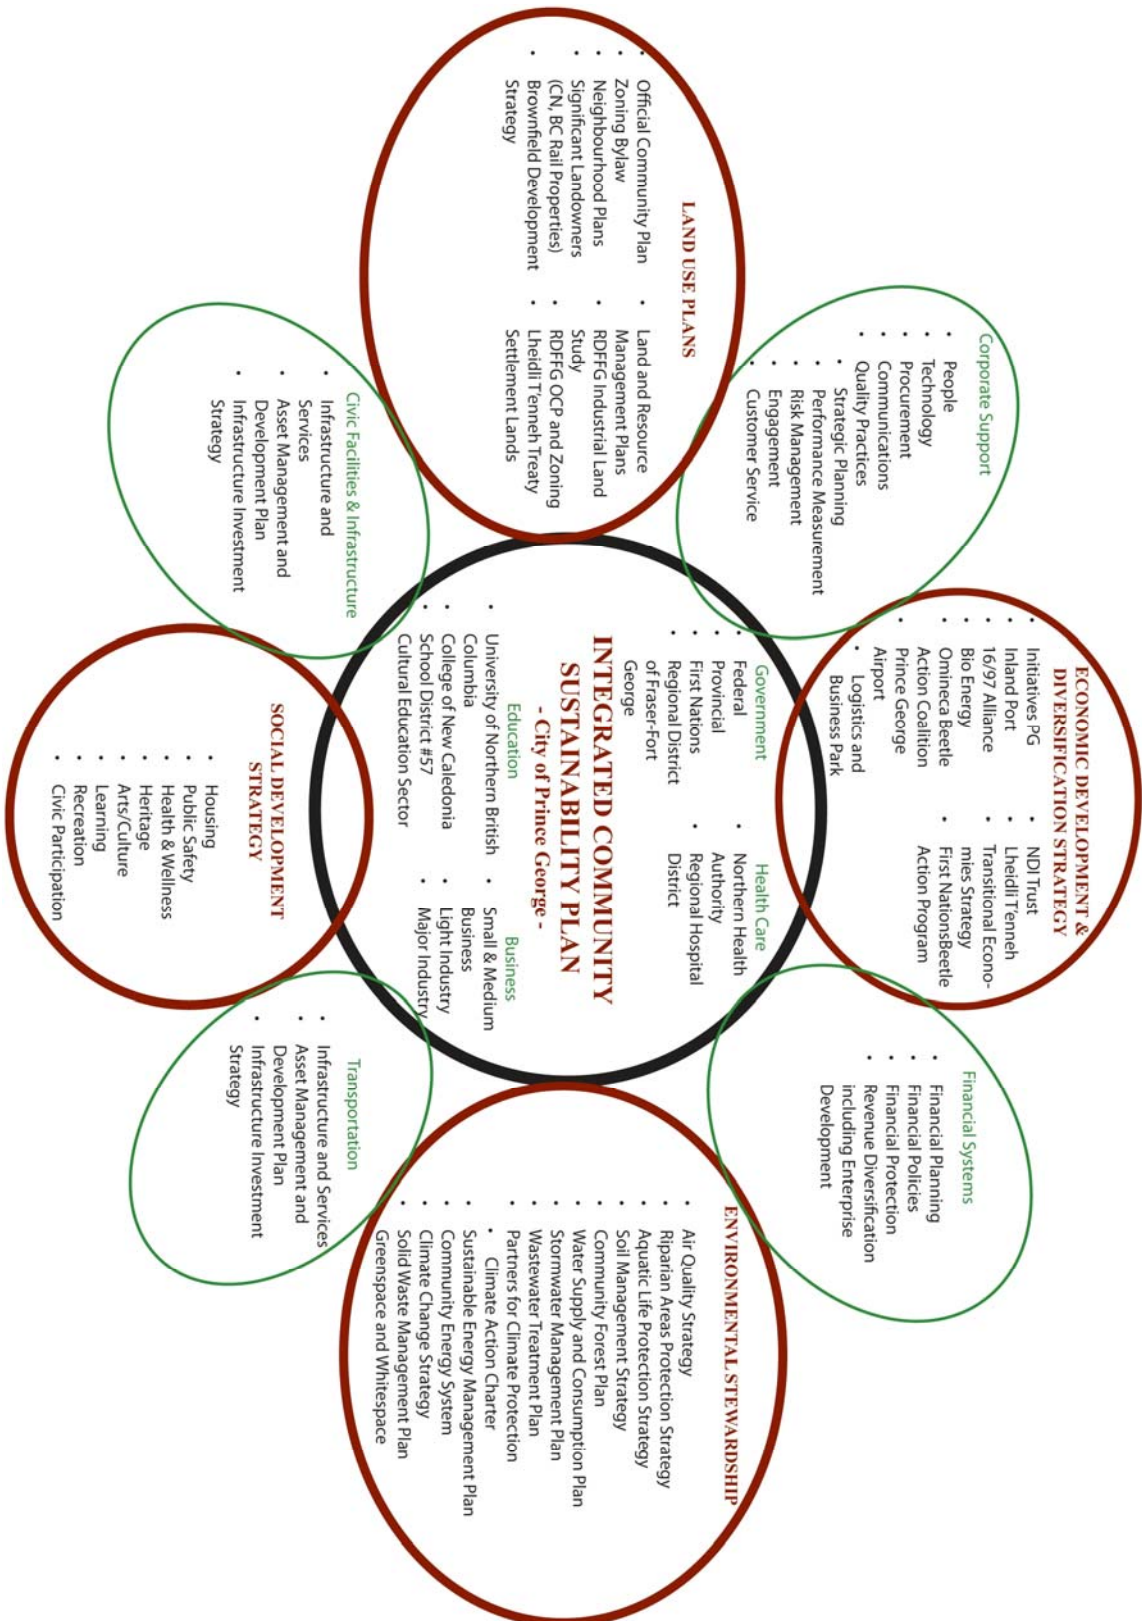 ECONOMIC DEVELOPMENT &
DIVERSIFICATION STRATEGY
• Initiatives PG
• Inland Port
• 16/97 Alliance
• Bio Energy
• Omineca Beetle
Action Coalition
• Prince George
Airport
• Logistics and
Business Park
• NDI Trust
• Lheidli T'enneh
• Transitional Econo-
mies Strategy
• First NationsBeetle
Action Program
Corporate Support
• People
• Technology
• Procurement
• Communications
• Quality Practices
• Strategic Planning
• Performance Measurement
• Risk Management
• Engagement
• Customer Service
Financial Systems
• Financial Planning
• Financial Policies
• Financial Protection
• Revenue Diversification
including Enterprise
Development
LAND USE PLANS
• Official Community Plan
• Zoning Bylaw
• Neighbourhood Plans
• Significant Landowners
(CN, BC Rail Properties)
• Brownfield Development
Strategy
• Land and Resource
Management Plans
• RDFFG Industrial Land
Study
• RDFFG OCP and Zoning
• Lheidli T'enneh Treaty
Settlement Lands
Government
• Federal
• Provincial
• First Nations
• Regional District
of Fraser-Fort
George
Health Care
• Northern Health
Authority
• Regional Hospital
District
INTEGRATED COMMUNITY
SUSTAINABILITY PLAN
- City of Prince George -
Education
• University of Northern British
Columbia
• College of New Caledonia
• School District #57
Cultural Education Sector
Business
• Small & Medium
Business
• Light Industry
• Major Industry
ENVIRONMENTAL STEWARDSHIP
• Air Quality Strategy
• Riparian Areas Protection Strategy
• Aquatic Life Protection Strategy
• Soil Management Strategy
• Community Forest Plan
• Water Supply and Consumption Plan
• Stormwater Management Plan
• Wastewater Treatment Plan
• Partners for Climate Protection
• Climate Action Charter
• Sustainable Energy Management Plan
• Community Energy System
• Climate Change Strategy
• Solid Waste Management Plan
Greenspace and Whitespace
Civic Facilities & Infrastructure
• Infrastructure and
Services
• Asset Management and
Development Plan
• Infrastructure Investment
Strategy
SOCIAL DEVELOPMENT
STRATEGY
• Housing
• Public Safety
• Health & Wellness
• Heritage
• Arts/Culture
• Learning
• Recreation
• Civic Participation
Transportation
• Infrastructure and Services
• Asset Management and
Development Plan
• Infrastructure Investment
Strategy